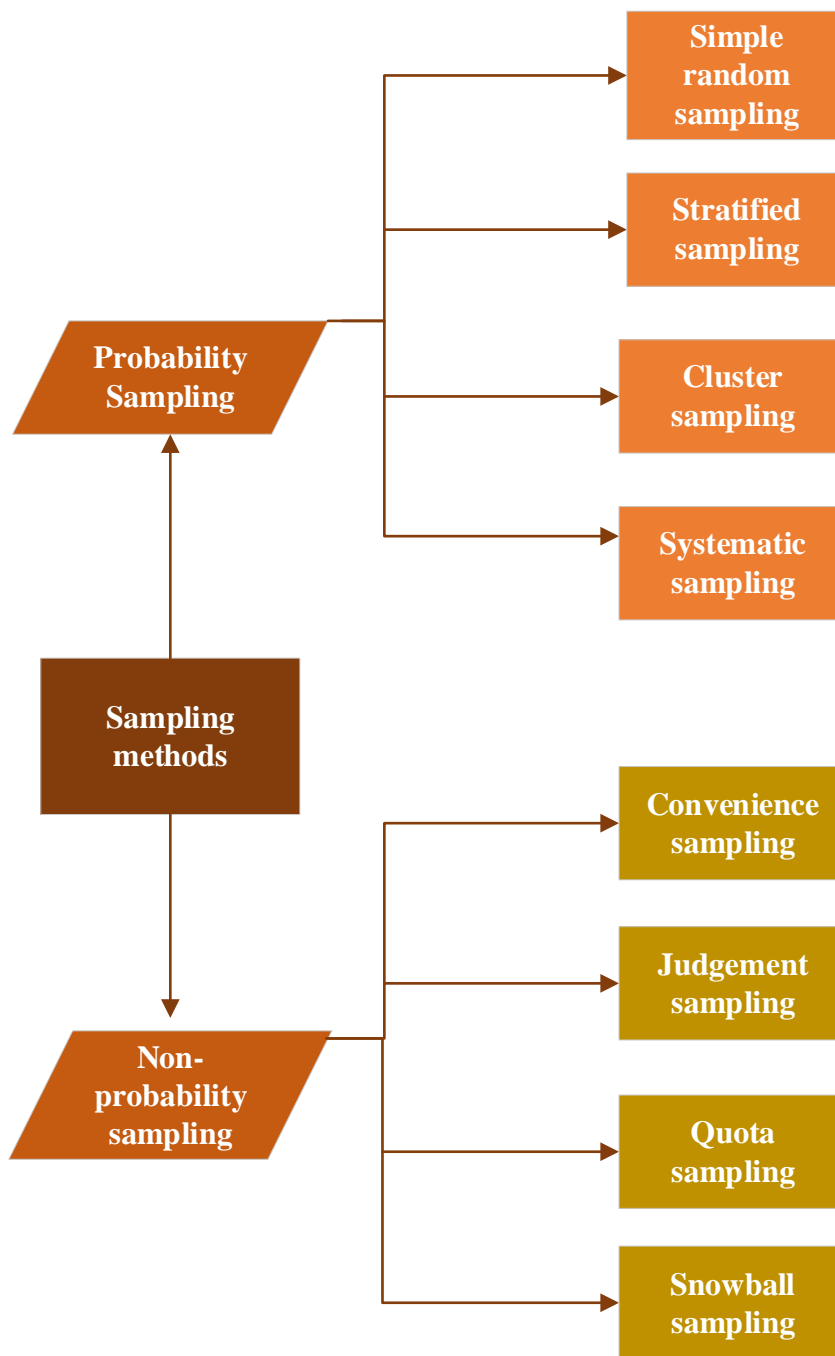 Simple
random
sampling
Stratified
sampling
Probability
Sampling
Cluster
sampling
Systematic
sampling
Sampling
methods
Convenience
sampling
Judgement
sampling
Non-
probability
sampling
Quota
sampling
Snowball
sampling